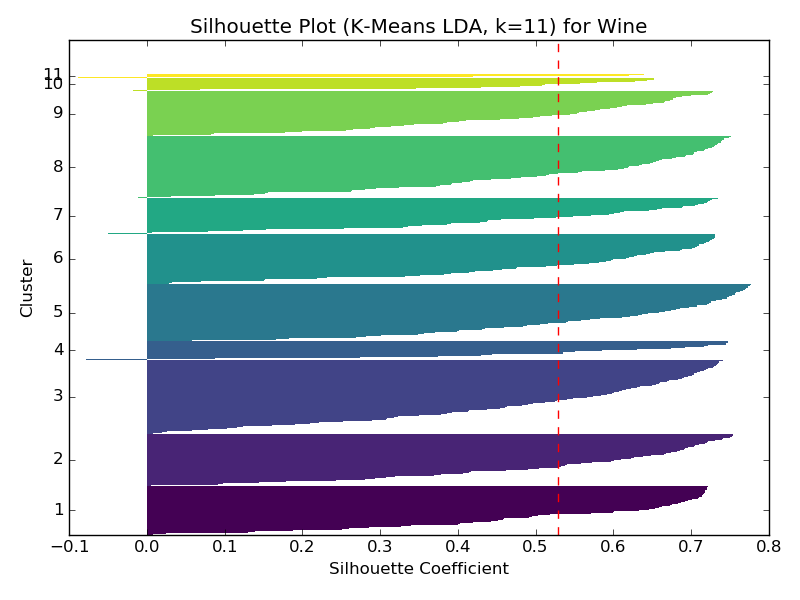 Silhouette Plot (K-Means LDA, k=11) for Wine
11
10
9
8
7
6
5
4
3
2
1
Cluster
−0.1 0.0 0.1 0.2 0.3 0.4 0.5 0.6 0.7 0.8
Silhouette Coefficient